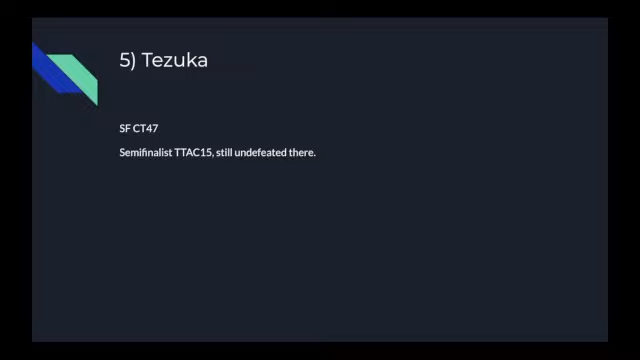 5) Tezuka
SF CT47
Semifinalist TTAC15, still undefeated there.